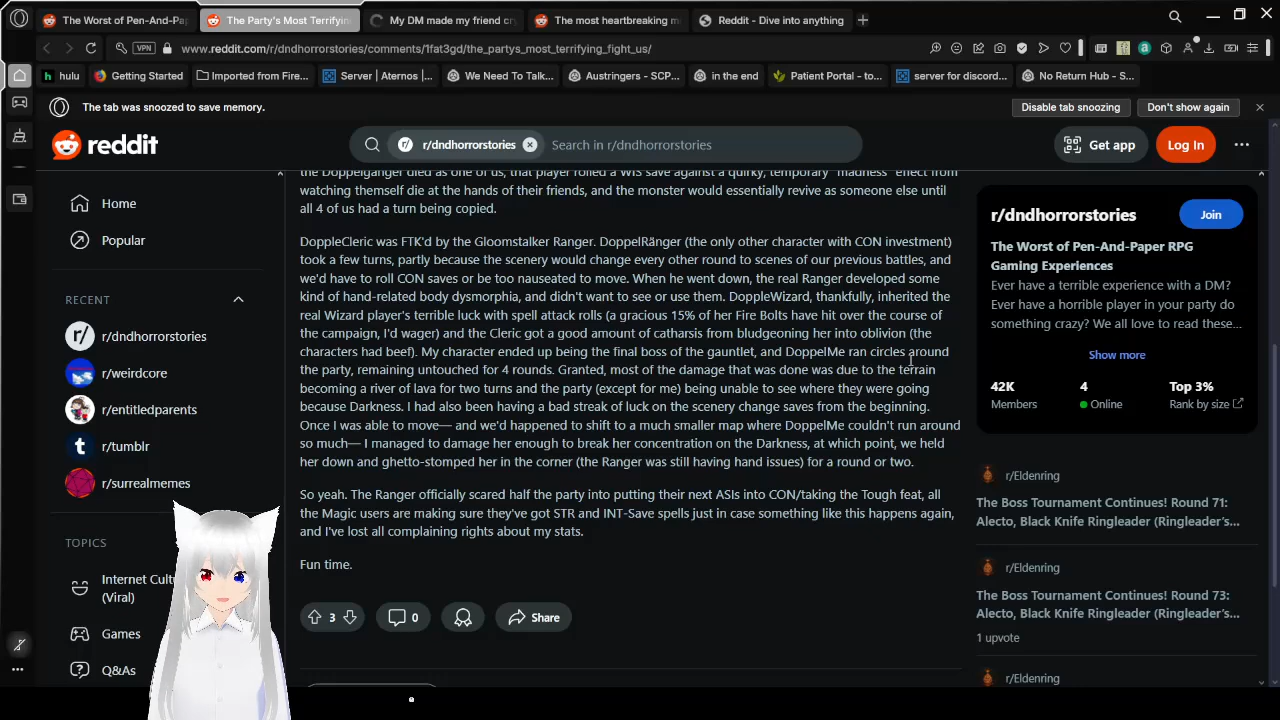 The Worst of Pen-And-Pa
The Party's Most Terrifyin
My DM made my friend cr
The most heartbreaking m
Reddit - Dive into anything
VPN
www.reddit.com/r/dndhorrorstories/comments/1fat3gd/the_partys_most_terrifying_fight_us/
hulu
Getting Started
Imported from Fire...
Server | Aternos |...
We Need To Talk...
Austringers - SCP...
in the end
Patient Portal - to...
server for discord...
No Return Hub - S...
The tab was snoozed to save memory.
Disable tab snoozing
Don't show again
reddit
r/dndhorrorstories
Search in r/dndhorrorstories
Get app
Log In
Home
Popular
RECENT
r/dndhorrorstories
r/weirdcore
r/entitledparents
r/tumblr
r/surrealmemes
TOPICS
Internet Cult
(Viral)
Games
Q&As
the Doppelganger died as one of us, that player rolled a WIS save against a quirky, temporary "madness" effect from
watching themself die at the hands of their friends, and the monster would essentially revive as someone else until
all 4 of us had a turn being copied.
DoppleCleric was FTK'd by the Gloomstalker Ranger. DoppelRänger (the only other character with CON investment)
took a few turns, partly because the scenery would change every other round to scenes of our previous battles, and
we'd have to roll CON saves or be too nauseated to move. When he went down, the real Ranger developed some
kind of hand-related body dysmorphia, and didn't want to see or use them. DoppleWizard, thankfully, inherited the
real Wizard player's terrible luck with spell attack rolls (a gracious 15% of her Fire Bolts have hit over the course of
the campaign, I'd wager) and the Cleric got a good amount of catharsis from bludgeoning her into oblivion (the
characters had beef). My character ended up being the final boss of the gauntlet, and DoppelMe ran circles around
the party, remaining untouched for 4 rounds. Granted, most of the damage that was done was due to the terrain
becoming a river of lava for two turns and the party (except for me) being unable to see where they were going
because Darkness. I had also been having a bad streak of luck on the scenery change saves from the beginning.
Once I was able to move— and we'd happened to shift to a much smaller map where DoppelMe couldn't run around
so much— I managed to damage her enough to break her concentration on the Darkness, at which point, we held
her down and ghetto-stomped her in the corner (the Ranger was still having hand issues) for a round or two.
So yeah. The Ranger officially scared half the party into putting their next ASIs into CON/taking the Tough feat, all
the Magic users are making sure they've got STR and INT-Save spells just in case something like this happens again,
and I've lost all complaining rights about my stats.
Fun time.
3
0
Share
r/dndhorrorstories
Join
The Worst of Pen-And-Paper RPG
Gaming Experiences
Ever have a terrible experience with a DM?
Ever have a horrible player in your party do
something crazy? We all love to read these...
Show more
42K
Members
4
Online
Top 3%
Rank by size
r/Eldenring
The Boss Tournament Continues! Round 71:
Alecto, Black Knife Ringleader (Ringleader's...
r/Eldenring
The Boss Tournament Continues! Round 73:
Alecto, Black Knife Ringleader (Ringleader's...
1 upvote
r/Eldenring